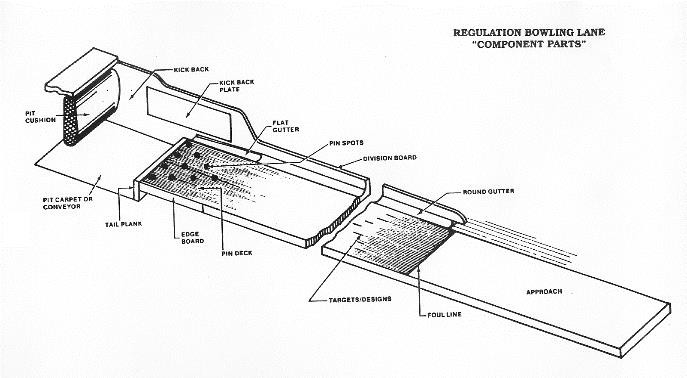 REGULATION BOWLING LANE
"COMPONENT PARTS"
KICK BACK
KICK BACK
PLATE
PIT
CUSHION
FLAT
GUTTER
PIN SPOTS
DIVISION BOARD
ROUND GUTTER
PIT CARPET OR
CONVEYOR
TAIL PLANK
EDGE
BOARD
PIN DECK
TARGETS/DESIGNS
FOUL LINE
APPROACH